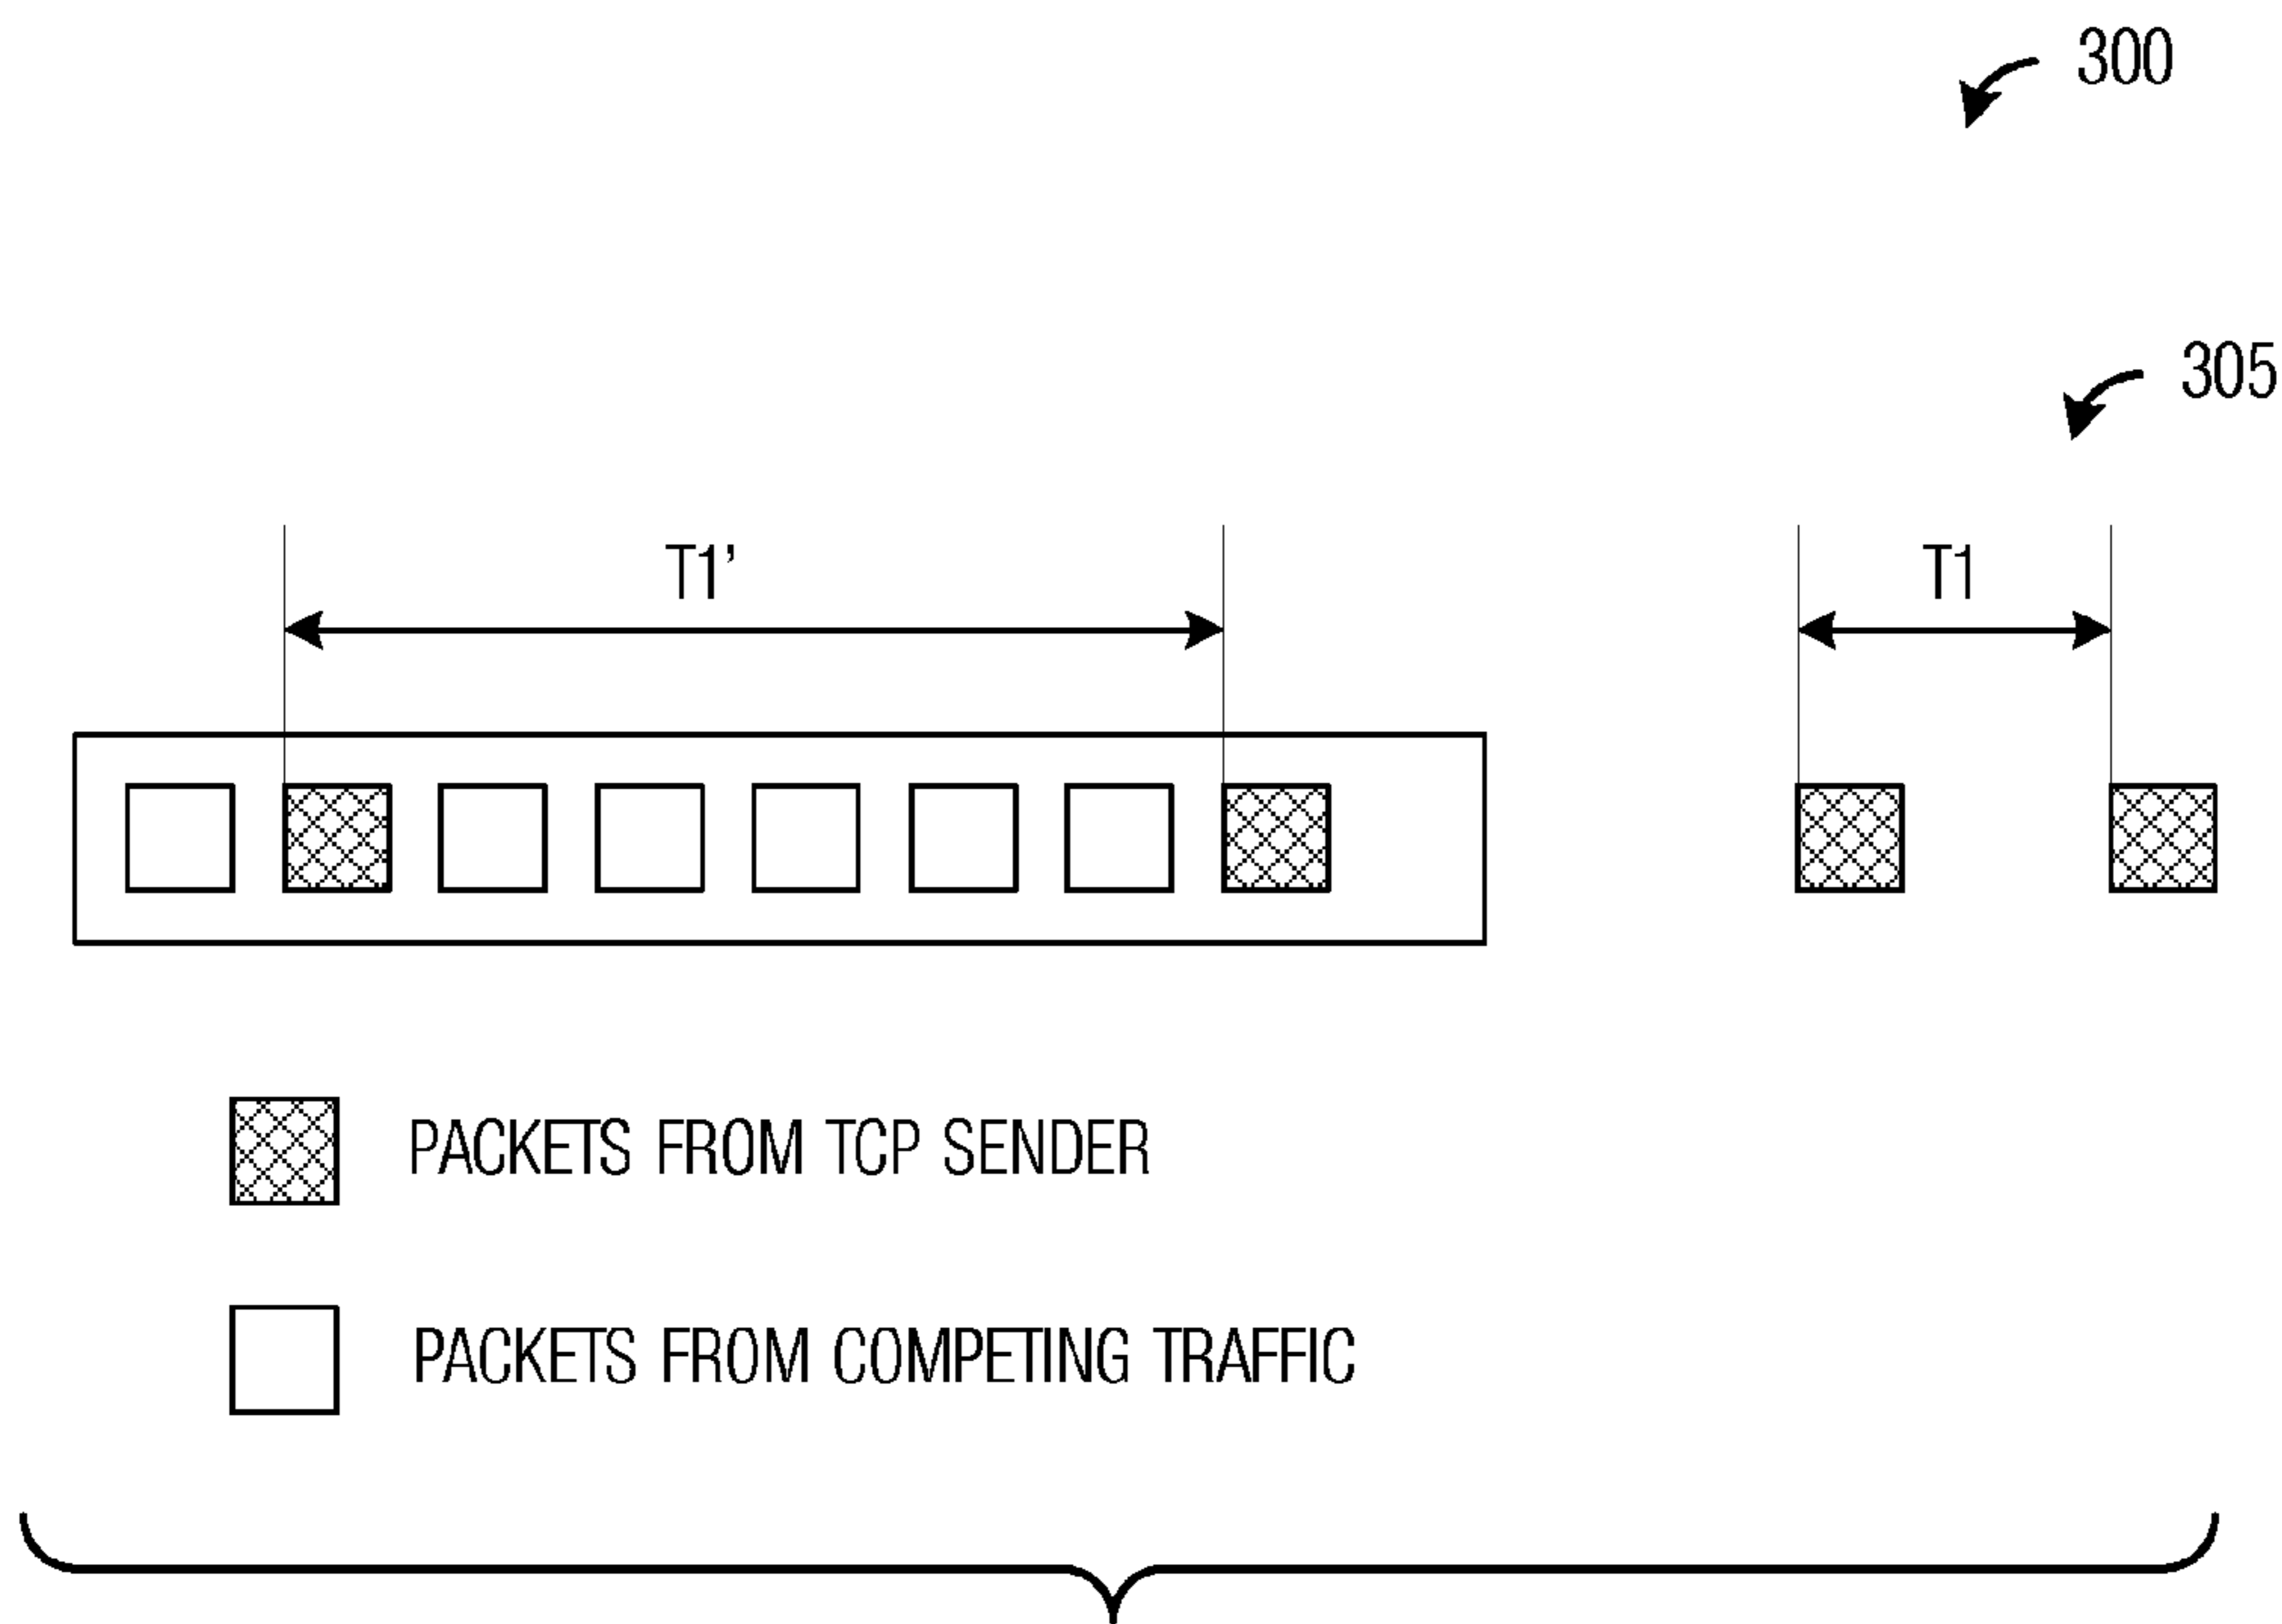 300
305
T1’
T1
PACKETS FROM TCP SENDER
PACKETS FROM COMPETING TRAFFIC